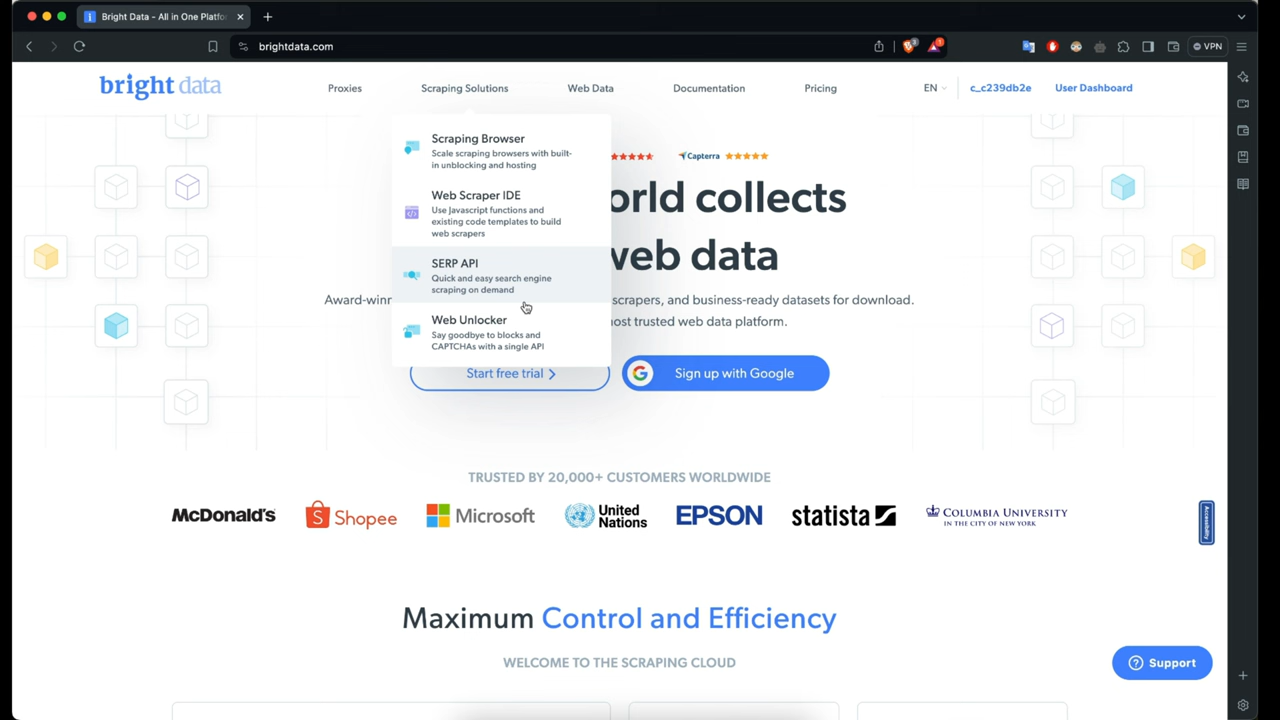 Bright Data - All in One Platfo
brightdata.com
VPN
bright data
Proxies
Scraping Solutions
Web Data
Documentation
Pricing
EN
c_c239db2e
User Dashboard
Scraping Browser
Scale scraping browsers with built-
in unblocking and hosting
Web Scraper IDE
Use Javascript functions and
existing code templates to build
web scrapers
SERP API
Quick and easy search engine
scraping on demand
Web Unlocker
Say goodbye to blocks and
CAPTCHAs with a single API
Capterra
orld collects
web data
Award-winn
scrapers, and business-ready datasets for download.
ost trusted web data platform.
Start free trial
G Sign up with Google
TRUSTED BY 20,000+ CUSTOMERS WORLDWIDE
McDonald's
Shopee
Microsoft
United
Nations
EPSON
statista
COLUMBIA UNIVERSITY
IN THE CITY OF NEW YORK
Accessibility
Maximum Control and Efficiency
WELCOME TO THE SCRAPING CLOUD
Support